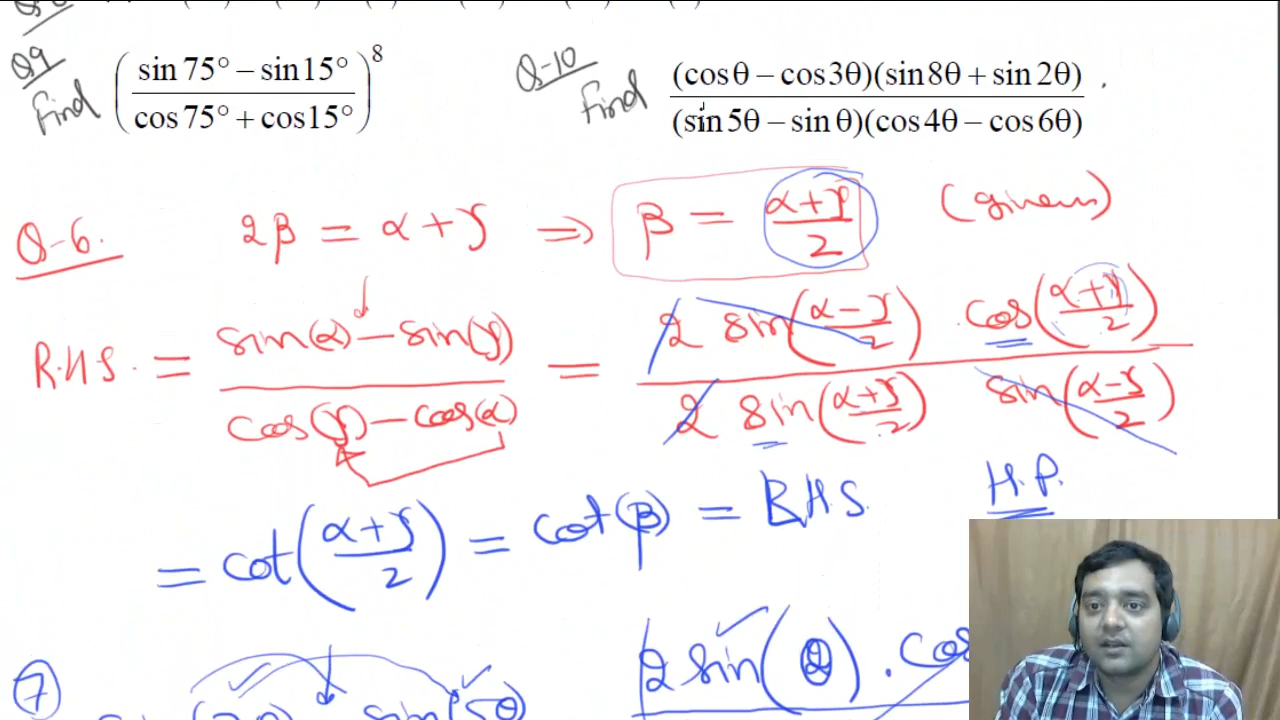 Q9 Find ( (sin 75° − sin 15°) / (cos 75° + cos 15°) )^8
Q-10 Find (cosθ − cos3θ)(sin8θ + sin2θ) / (sin5θ − sinθ)(cos4θ − cos6θ) .
Q-6. 2β = α + γ ⇒ β = (α+γ)/2 (given)
R.H.S. = (sin(α) − sin(γ)) / (cos(γ) − cos(α)) = 2 sin((α−γ)/2) cos((α+γ)/2) / 2 sin((α+γ)/2) sin((α−γ)/2)
= cot((α+γ)/2) = cot(β) = R.H.S. H.P.
7 2 sin(θ) . cos
sin(5θ)